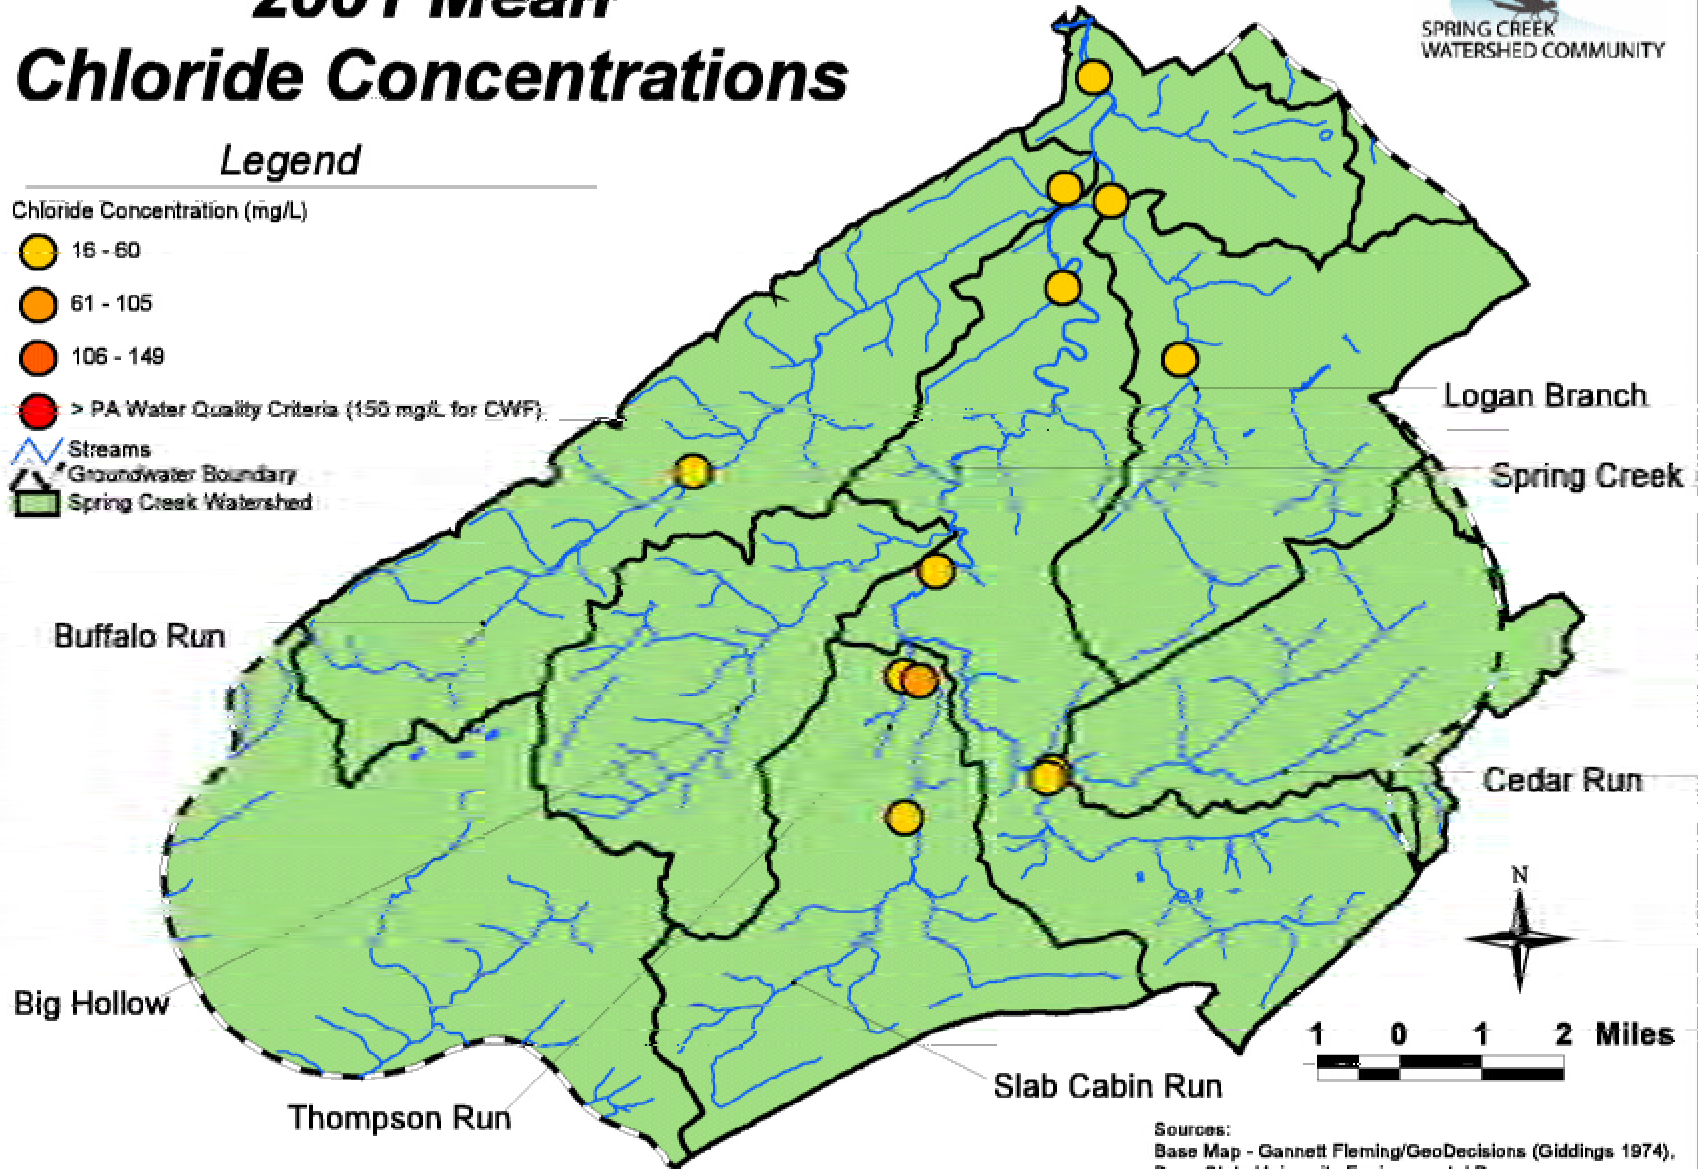 2001 Mean
Chloride Concentrations
SPRING CREEK
WATERSHED COMMUNITY
Legend
Chloride Concentration (mg/L)
16 - 60
61 - 105
106 - 149
> PA Water Quality Criteria (150 mg/L for CWF)
Streams
Groundwater Boundary
Spring Creek Watershed
Logan Branch
Spring Creek
Buffalo Run
Cedar Run
N
Big Hollow
1 0 1 2 Miles
Slab Cabin Run
Thompson Run
Sources:
Base Map - Gannett Fleming/GeoDecisions (Giddings 1974),